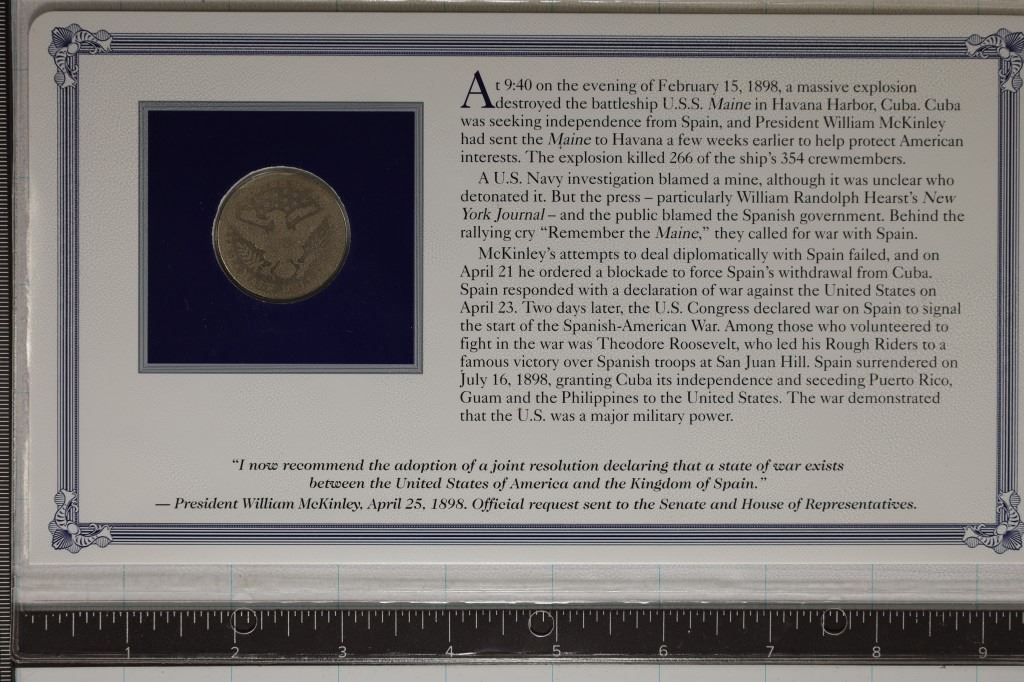 At 9:40 on the evening of February 15, 1898, a massive explosion
destroyed the battleship U.S.S. Maine in Havana Harbor, Cuba. Cuba
was seeking independence from Spain, and President William McKinley
had sent the Maine to Havana a few weeks earlier to help protect American
interests. The explosion killed 266 of the ship's 354 crewmembers.
A U.S. Navy investigation blamed a mine, although it was unclear who
detonated it. But the press – particularly William Randolph Hearst's New
York Journal – and the public blamed the Spanish government. Behind the
rallying cry “Remember the Maine,” they called for war with Spain.
McKinley's attempts to deal diplomatically with Spain failed, and on
April 21 he ordered a blockade to force Spain's withdrawal from Cuba.
Spain responded with a declaration of war against the United States on
April 23. Two days later, the U.S. Congress declared war on Spain to signal
the start of the Spanish-American War. Among those who volunteered to
fight in the war was Theodore Roosevelt, who led his Rough Riders to a
famous victory over Spanish troops at San Juan Hill. Spain surrendered on
July 16, 1898, granting Cuba its independence and seceding Puerto Rico,
Guam and the Philippines to the United States. The war demonstrated
that the U.S. was a major military power.
“I now recommend the adoption of a joint resolution declaring that a state of war exists
between the United States of America and the Kingdom of Spain.”
— President William McKinley, April 25, 1898. Official request sent to the Senate and House of Representatives.
1 2 3 4 5 6 7 8 9